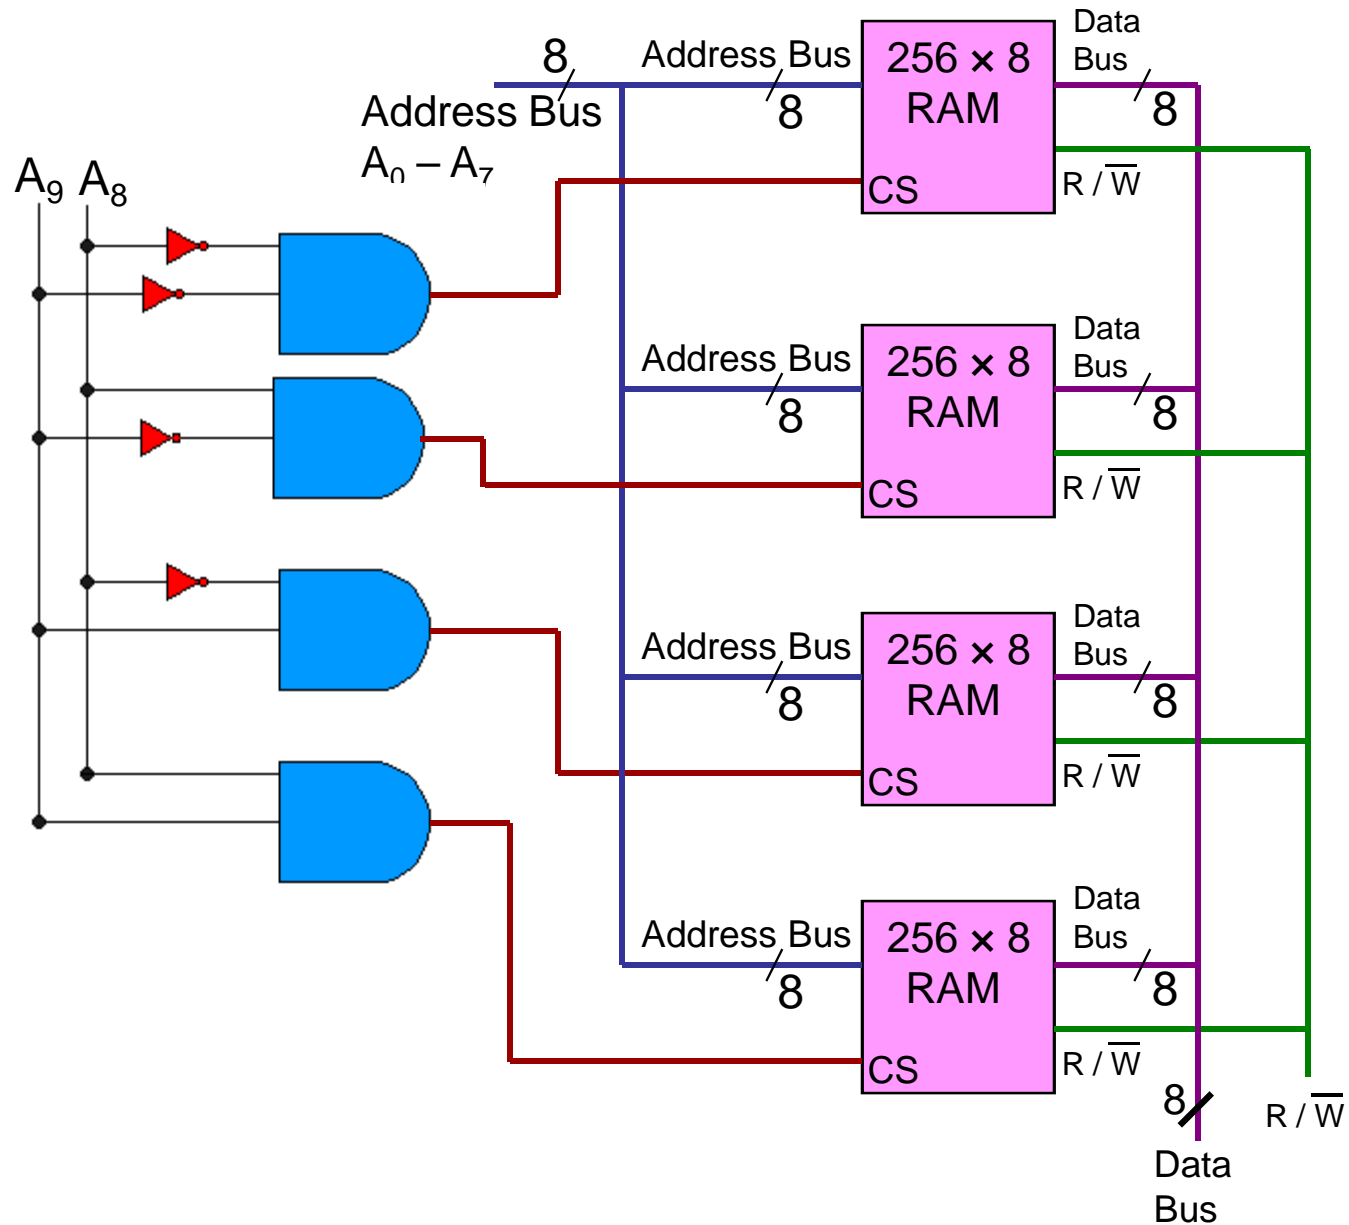 8
Address Bus
A₀ – A₇
A₉ A₈
Address Bus
8
256 × 8
RAM
CS
Data
Bus
8
R / W̅
Address Bus
8
256 × 8
RAM
CS
Data
Bus
8
R / W̅
Address Bus
8
256 × 8
RAM
CS
Data
Bus
8
R / W̅
Address Bus
8
256 × 8
RAM
CS
Data
Bus
8
R / W̅
8
Data
Bus
R / W̅